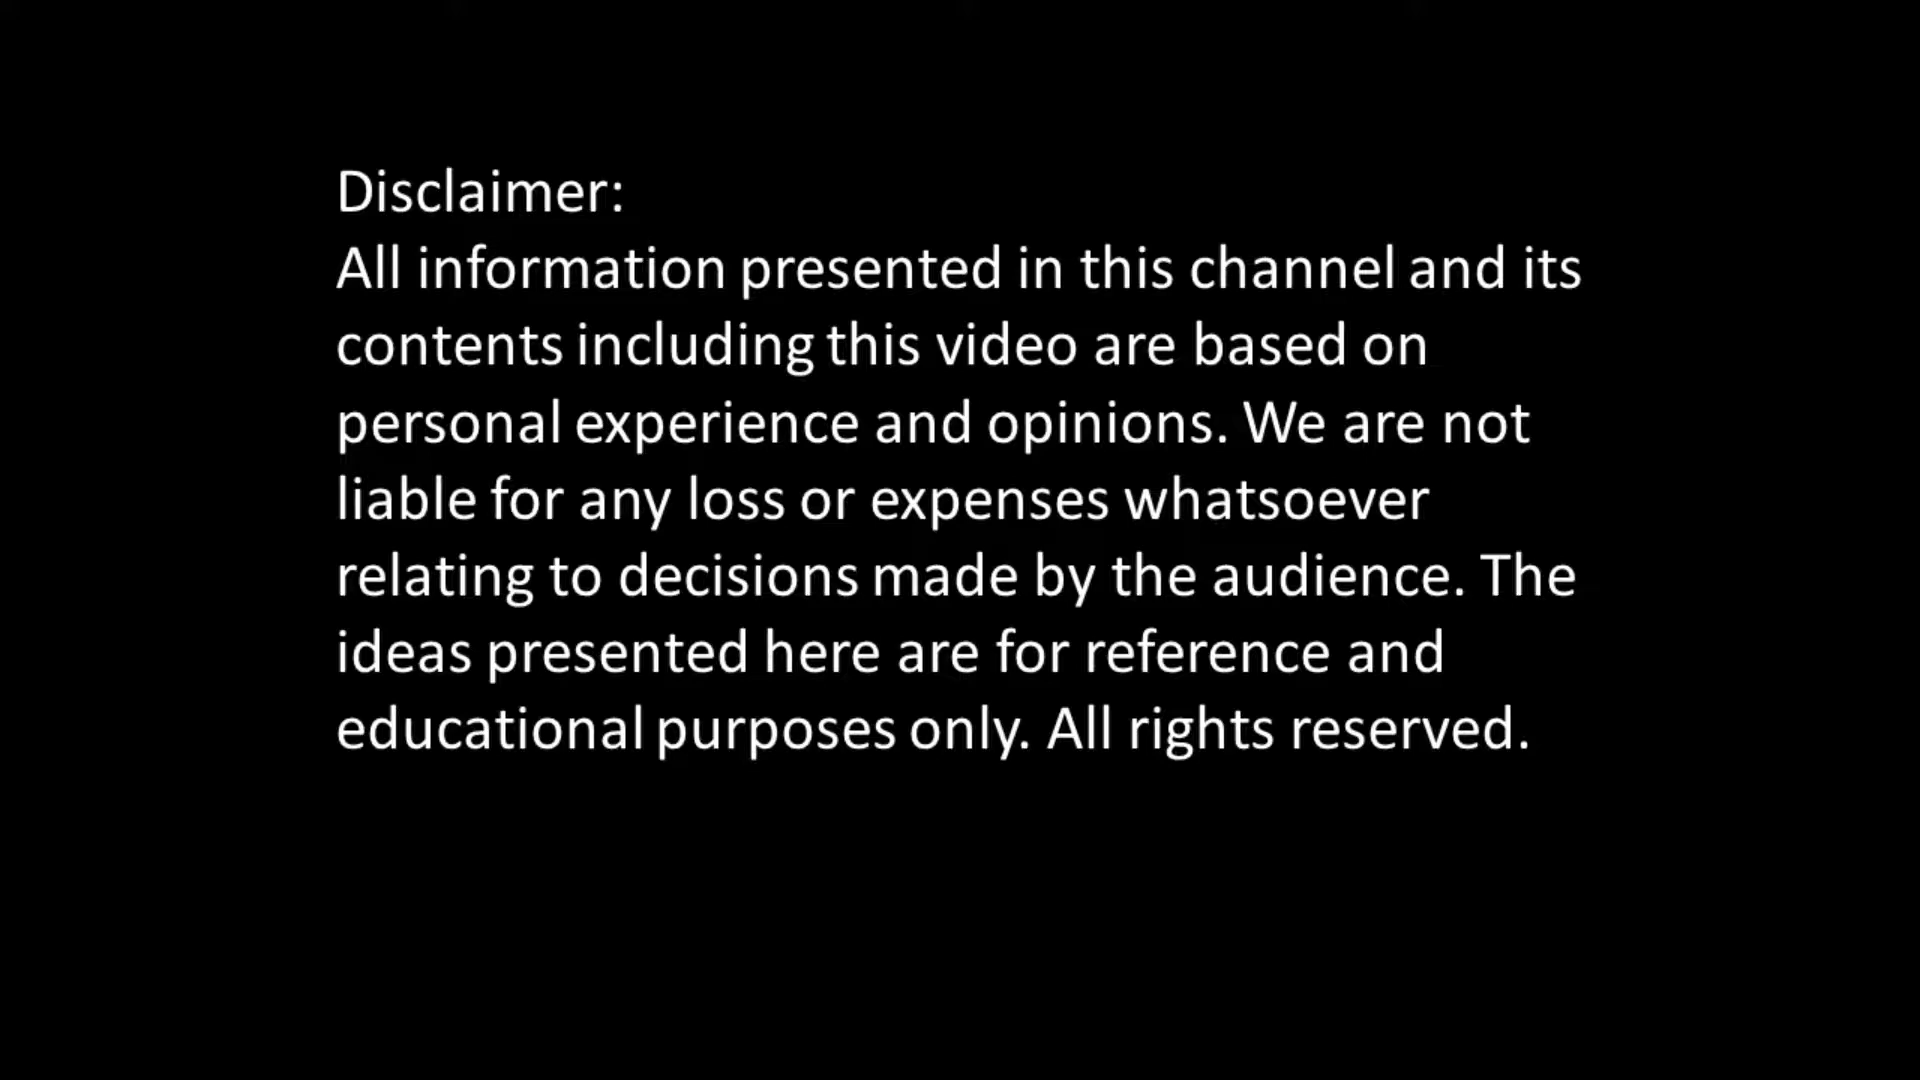 Disclaimer:
All information presented in this channel and its
contents including this video are based on
personal experience and opinions. We are not
liable for any loss or expenses whatsoever
relating to decisions made by the audience. The
ideas presented here are for reference and
educational purposes only. All rights reserved.